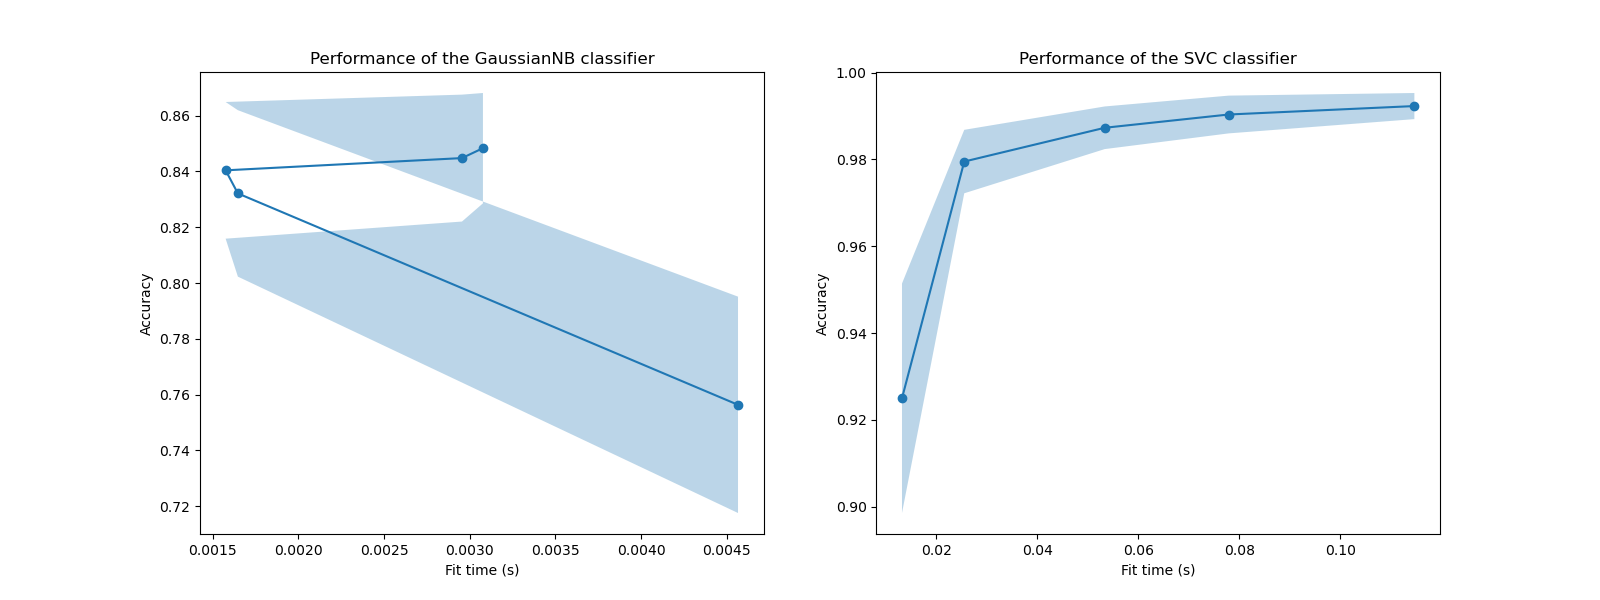 Performance of the GaussianNB classifier
Accuracy
0.86
0.84
0.82
0.80
0.78
0.76
0.74
0.72
0.0015 0.0020 0.0025 0.0030 0.0035 0.0040 0.0045
Fit time (s)
Performance of the SVC classifier
Accuracy
1.00
0.98
0.96
0.94
0.92
0.90
0.02 0.04 0.06 0.08 0.10
Fit time (s)